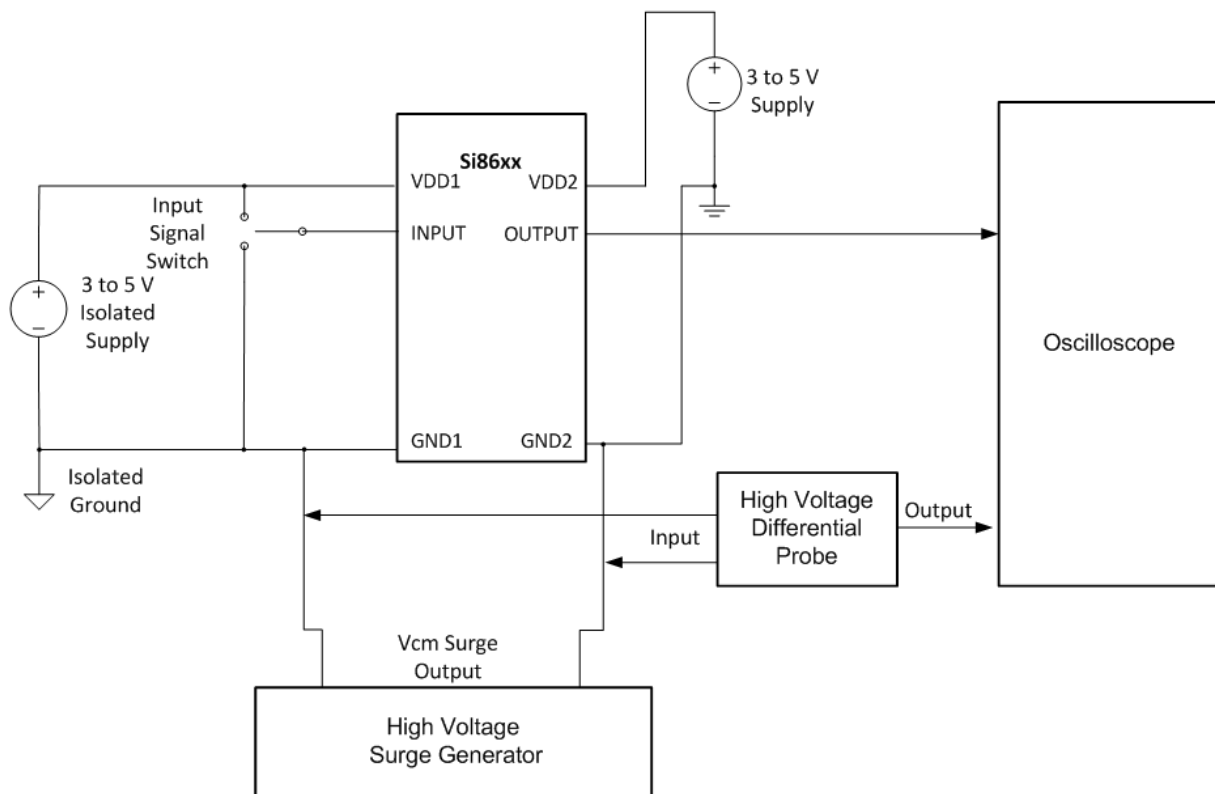 3 to 5 V
Supply
Si86xx
VDD1
VDD2
Input
Signal
Switch
INPUT
OUTPUT
3 to 5 V
Isolated
Supply
Oscilloscope
GND1
GND2
Isolated
Ground
High Voltage
Differential
Probe
Output
Input
Vcm Surge
Output
High Voltage
Surge Generator